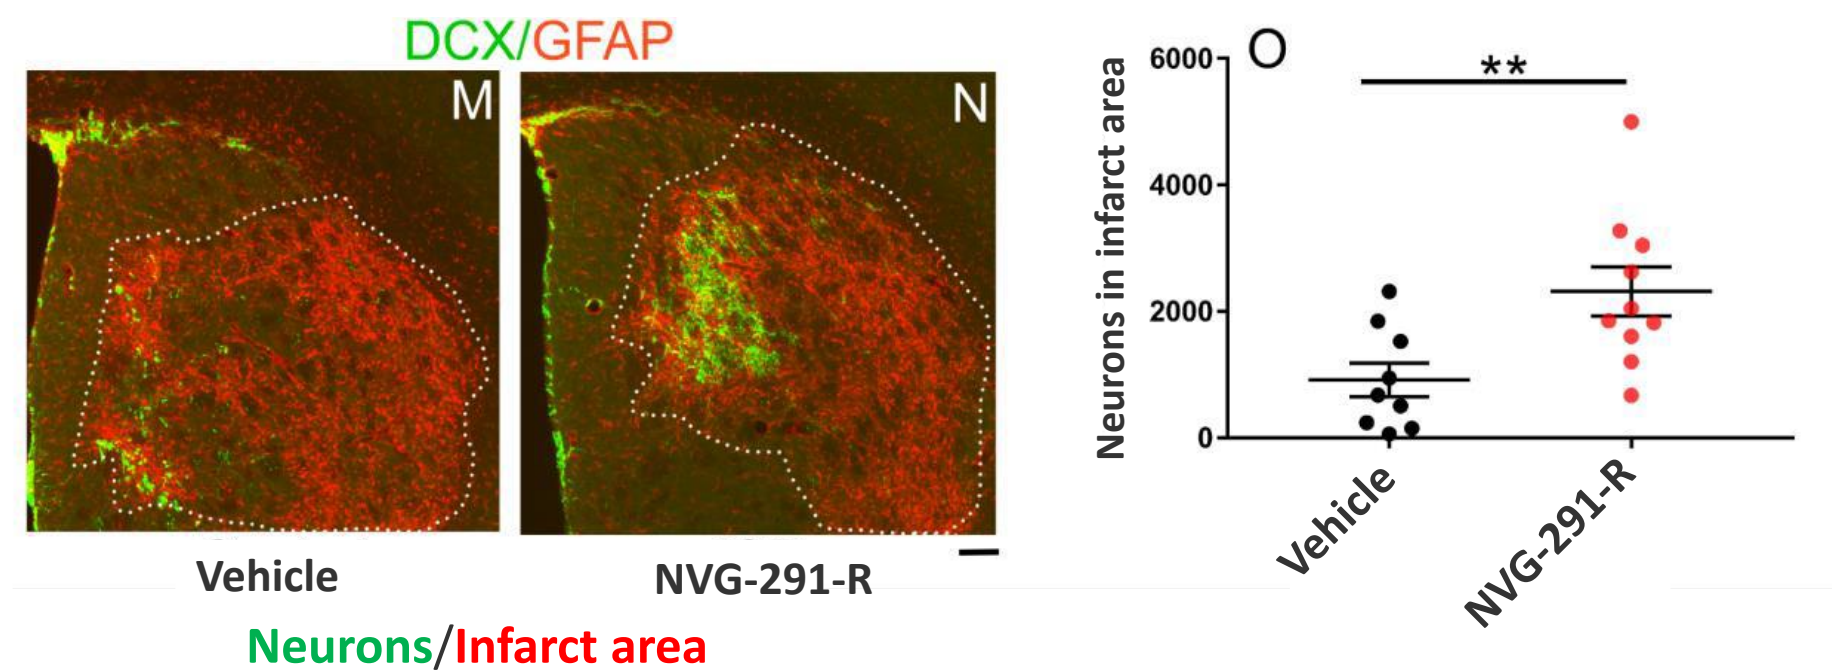 DCX/GFAP
M
N
Vehicle
NVG-291-R
Neurons/Infarct area
O
**
Neurons in infarct area
6000
4000
2000
0
Vehicle
NVG-291-R